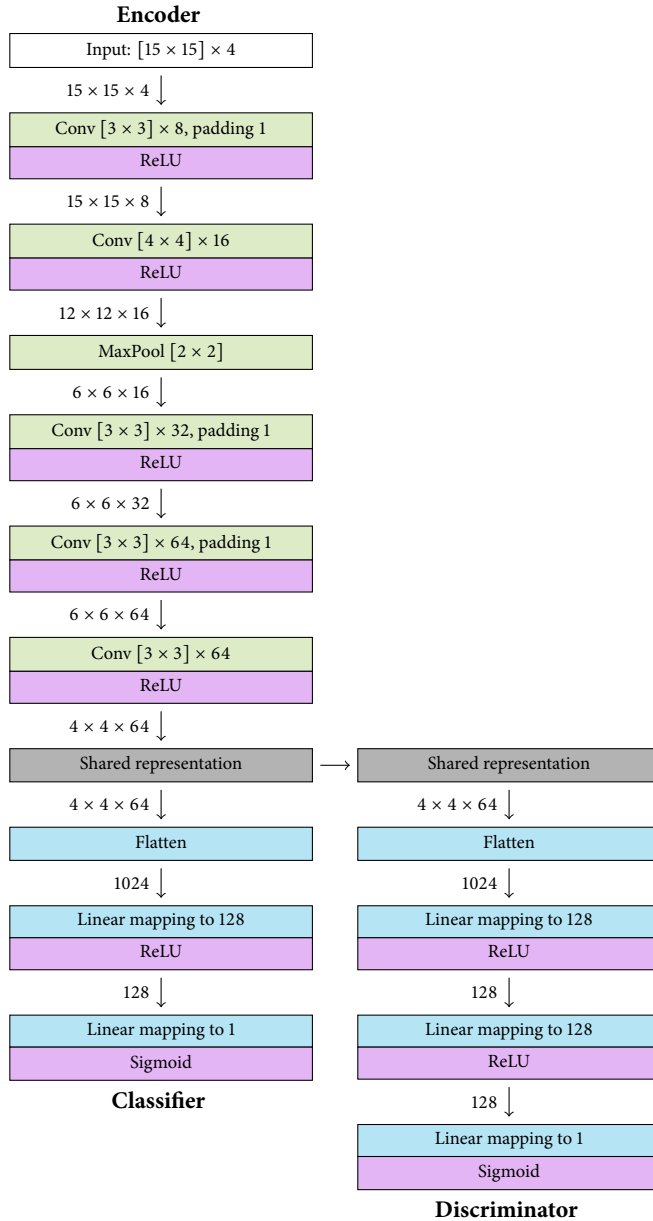 Encoder
Input: [15 × 15] × 4
15 × 15 × 4
Conv [3 × 3] × 8, padding 1
ReLU
15 × 15 × 8
Conv [4 × 4] × 16
ReLU
12 × 12 × 16
MaxPool [2 × 2]
6 × 6 × 16
Conv [3 × 3] × 32, padding 1
ReLU
6 × 6 × 32
Conv [3 × 3] × 64, padding 1
ReLU
6 × 6 × 64
Conv [3 × 3] × 64
ReLU
4 × 4 × 64
Shared representation
4 × 4 × 64
Flatten
1024
Linear mapping to 128
ReLU
128
Linear mapping to 1
Sigmoid
Classifier
Shared representation
4 × 4 × 64
Flatten
1024
Linear mapping to 128
ReLU
128
Linear mapping to 128
ReLU
128
Linear mapping to 1
Sigmoid
Discriminator